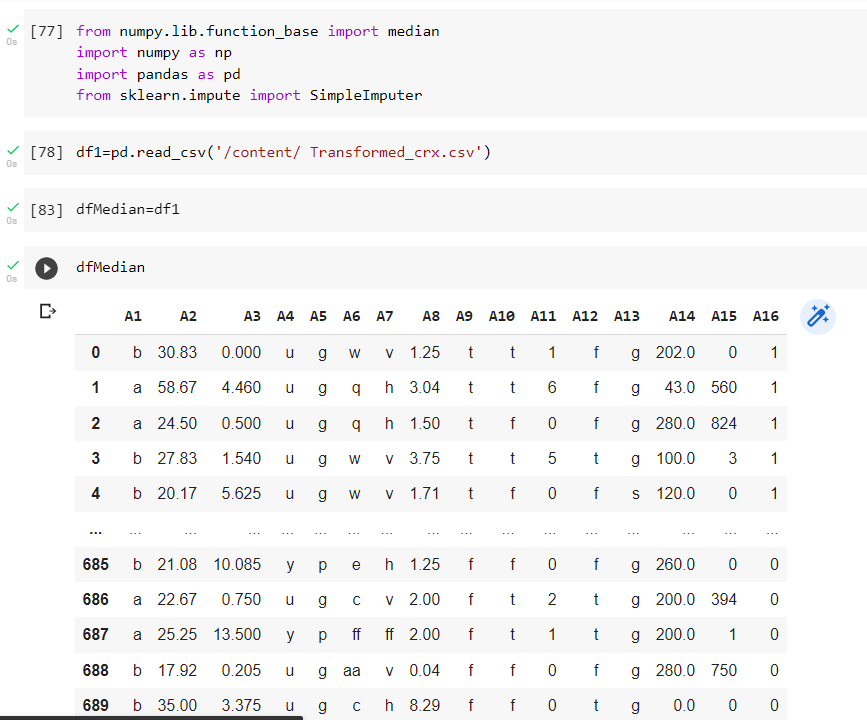 [77] from numpy.lib.function_base import median
import numpy as np
import pandas as pd
from sklearn.impute import SimpleImputer
0s
[78] df1=pd.read_csv('/content/ Transformed_crx.csv')
0s
[83] dfMedian=df1
0s
dfMedian
0s
A1 A2 A3 A4 A5 A6 A7 A8 A9 A10 A11 A12 A13 A14 A15 A16
0 b 30.83 0.000 u g w v 1.25 t t 1 f g 202.0 0 1
1 a 58.67 4.460 u g q h 3.04 t t 6 f g 43.0 560 1
2 a 24.50 0.500 u g q h 1.50 t f 0 f g 280.0 824 1
3 b 27.83 1.540 u g w v 3.75 t t 5 t g 100.0 3 1
4 b 20.17 5.625 u g w v 1.71 t f 0 f s 120.0 0 1
... ... ... ... ... ... ... ... ... ... ... ... ... ... ... ... ...
685 b 21.08 10.085 y p e h 1.25 f f 0 f g 260.0 0 0
686 a 22.67 0.750 u g c v 2.00 f t 2 t g 200.0 394 0
687 a 25.25 13.500 y p ff ff 2.00 f t 1 t g 200.0 1 0
688 b 17.92 0.205 u g aa v 0.04 f f 0 f g 280.0 750 0
689 b 35.00 3.375 u g c h 8.29 f f 0 t g 0.0 0 0